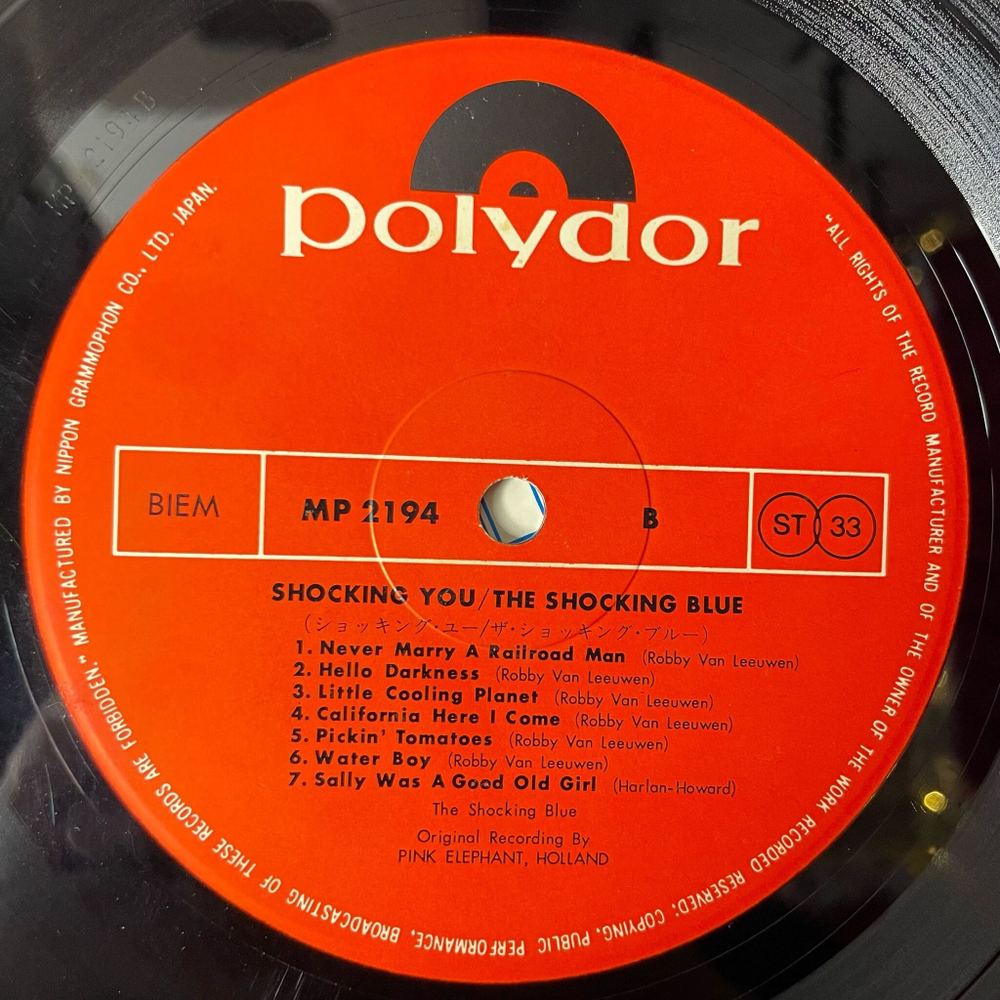 polydor
BIEM
MP 2194
B
ST 33
SHOCKING YOU/THE SHOCKING BLUE
(ショッキング・ユー/ザ・ショッキング・ブルー)
1. Never Marry A Railroad Man (Robby Van Leeuwen)
2. Hello Darkness (Robby Van Leeuwen)
3. Little Cooling Planet (Robby Van Leeuwen)
4. California Here I Come (Robby Van Leeuwen)
5. Pickin' Tomatoes (Robby Van Leeuwen)
6. Water Boy (Robby Van Leeuwen)
7. Sally Was A Good Old Girl (Harlan-Howard)
The Shocking Blue
Original Recording By
PINK ELEPHANT, HOLLAND
"ALL RIGHTS OF THE RECORD MANUFACTURER AND OF THE OWNER OF THE WORK RECORDED RESERVED: COPYING, PUBLIC PERFORMANCE, BROADCASTING OF THESE RECORDS ARE FORBIDDEN." MANUFACTURED BY NIPPON GRAMMOPHON CO., LTD. JAPAN.